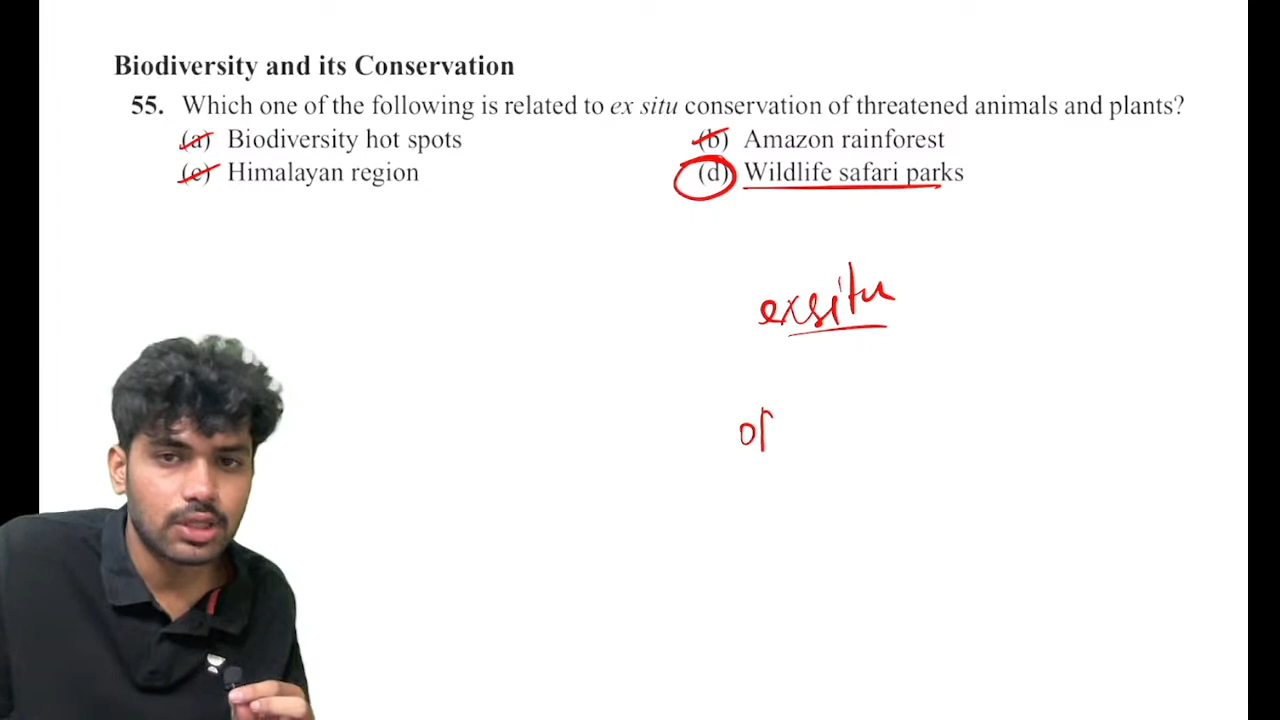 Biodiversity and its Conservation
55. Which one of the following is related to ex situ conservation of threatened animals and plants?
(a) Biodiversity hot spots (b) Amazon rainforest
(c) Himalayan region (d) Wildlife safari parks
exsitu
of